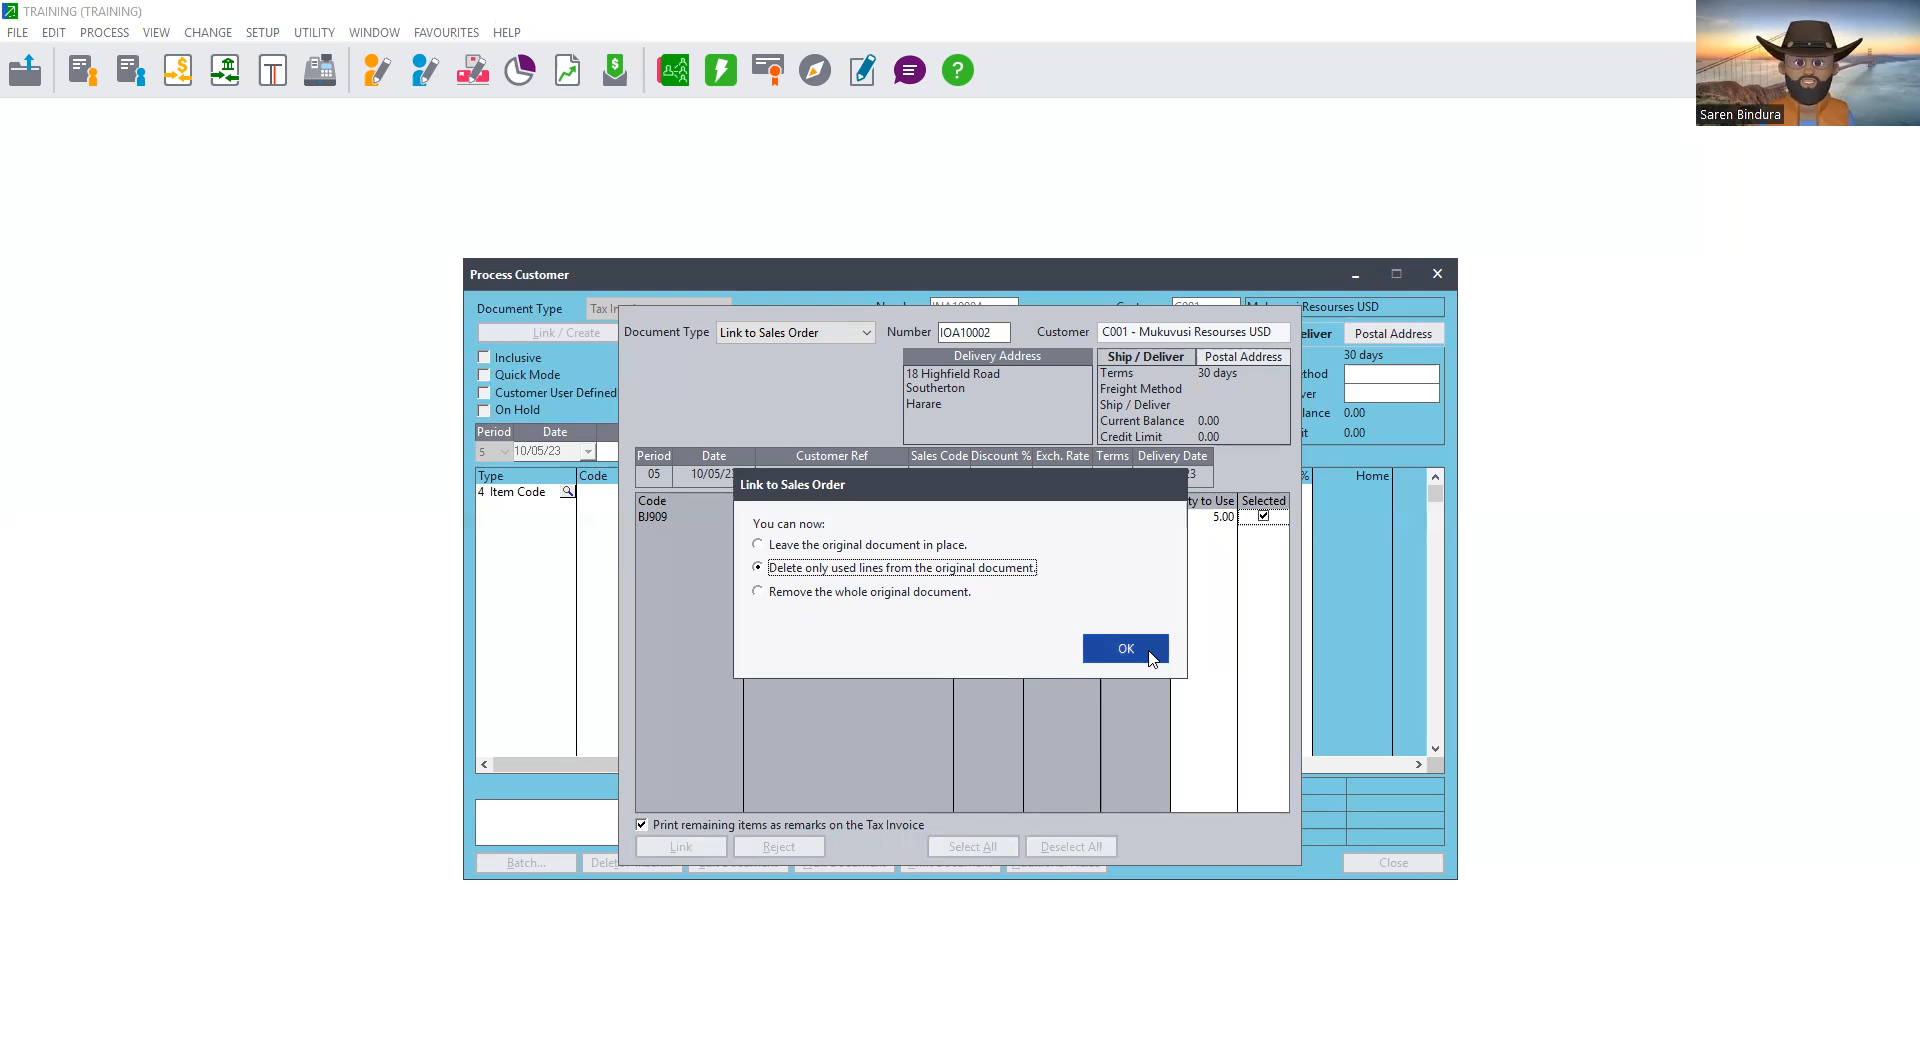 TRAINING (TRAINING)
FILE EDIT PROCESS VIEW CHANGE SETUP UTILITY WINDOW FAVOURITES HELP
Saren Bindura
Process Customer
Document Type
Link / Create
Inclusive
Quick Mode
Customer User Defined
On Hold
Period Date
5 10/05/23
Type Code
4 Item Code
Document Type Link to Sales Order Number IOA10002 Customer C001 - Mukuvusi Resourses USD
Delivery Address
18 Highfield Road
Southerton
Harare
Ship / Deliver Postal Address
Terms 30 days
Freight Method
Ship / Deliver
Current Balance 0.00
Credit Limit 0.00
Resourses USD
Postal Address
30 days
0.00
0.00
% Home
Period Date Customer Ref Sales Code Discount % Exch. Rate Terms Delivery Date
05 10/05/23
Code ty to Use Selected
BJ909 5.00
Link to Sales Order
You can now:
Leave the original document in place.
Delete only used lines from the original document.
Remove the whole original document.
OK
Print remaining items as remarks on the Tax Invoice
Link Reject Select All Deselect All
Batch... Close